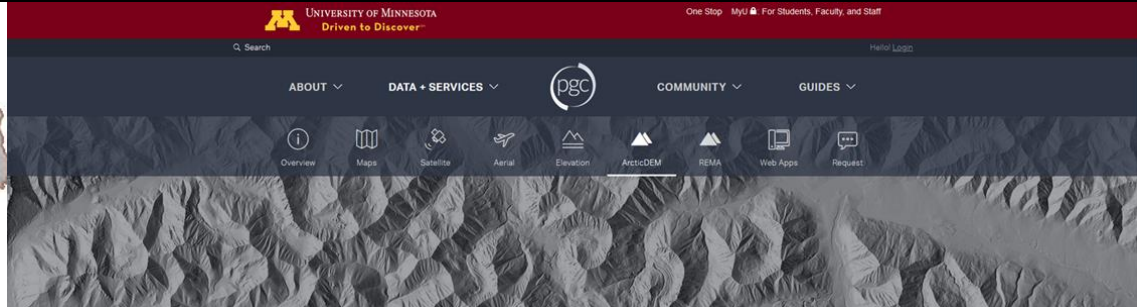 UNIVERSITY OF MINNESOTA
Driven to Discover℠
One Stop MyU : For Students, Faculty, and Staff
Search
Hello! Login
ABOUT
DATA + SERVICES
pgc
COMMUNITY
GUIDES
Overview
Maps
Satellite
Aerial
Elevation
ArcticDEM
REMA
Web Apps
Request